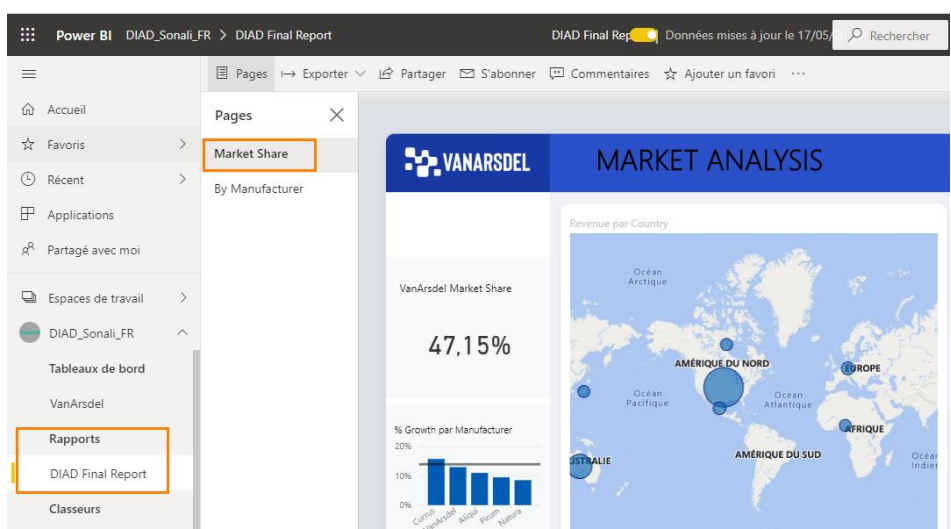 Power BI DIAD_Sonali_FR > DIAD Final Report
DIAD Final Rep
Données mises à jour le 17/05/
Rechercher
Pages
Exporter
Partager
S'abonner
Commentaires
Ajouter un favori
Accueil
Favoris
Récent
Applications
Partagé avec moi
Espaces de travail
DIAD_Sonali_FR
Tableaux de bord
VanArsdel
Rapports
DIAD Final Report
Classeurs
Pages
Market Share
By Manufacturer
VANARSDEL
MARKET ANALYSIS
VanArsdel Market Share
47,15%
% Growth par Manufacturer
20%
10%
0%
Currus
VanArsdel
Aliqui
Pirum
Natura
Revenue par Country
Océan
Arctique
AMÉRIQUE DU NORD
EUROPE
Océan
Pacifique
Océan
Atlantique
AFRIQUE
USTRALIE
AMÉRIQUE DU SUD
Océan
Indien